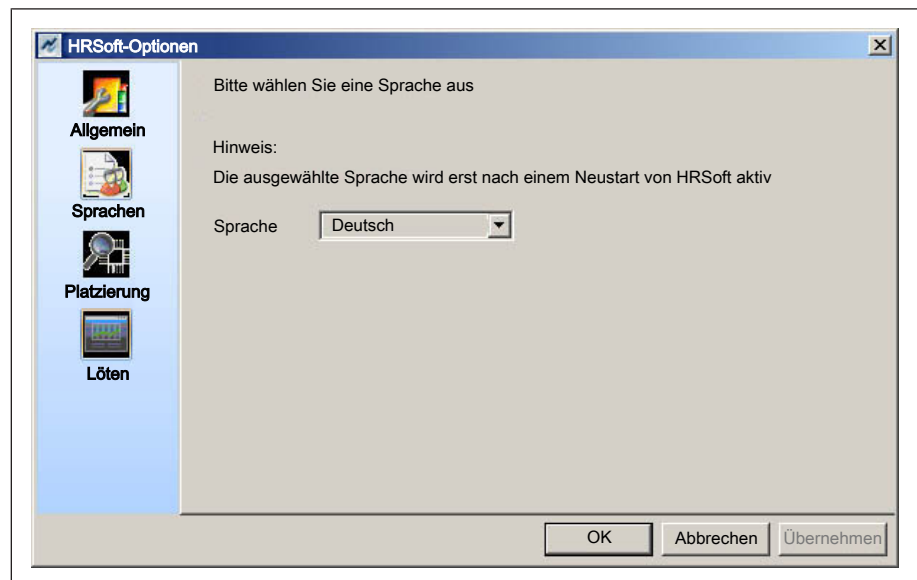 HRSoft-Optionen
Allgemein
Sprachen
Platzierung
Löten
Bitte wählen Sie eine Sprache aus
Hinweis:
Die ausgewählte Sprache wird erst nach einem Neustart von HRSoft aktiv
Sprache Deutsch
OK Abbrechen Übernehmen